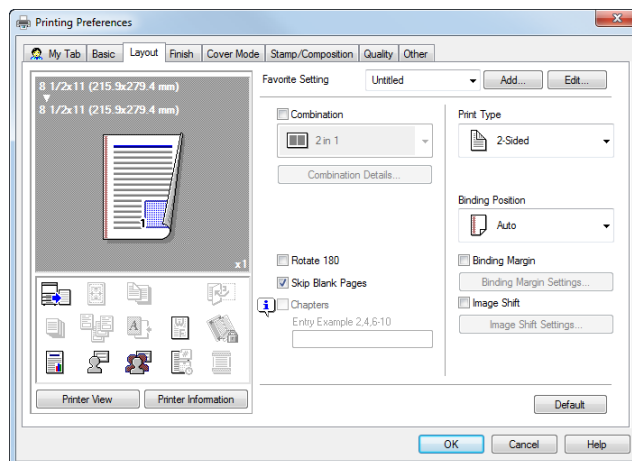 Printing Preferences
My Tab Basic Layout Finish Cover Mode Stamp/Composition Quality Other
8 1/2x11 (215.9x279.4 mm)
8 1/2x11 (215.9x279.4 mm)
1
x1
Printer View Printer Information
Favorite Setting Untitled Add... Edit...
Combination
2 in 1
Combination Details...
Rotate 180
Skip Blank Pages
Chapters
Entry Example 2,4,6-10
Print Type
2-Sided
Binding Position
Auto
Binding Margin
Binding Margin Settings...
Image Shift
Image Shift Settings...
Default
OK Cancel Help